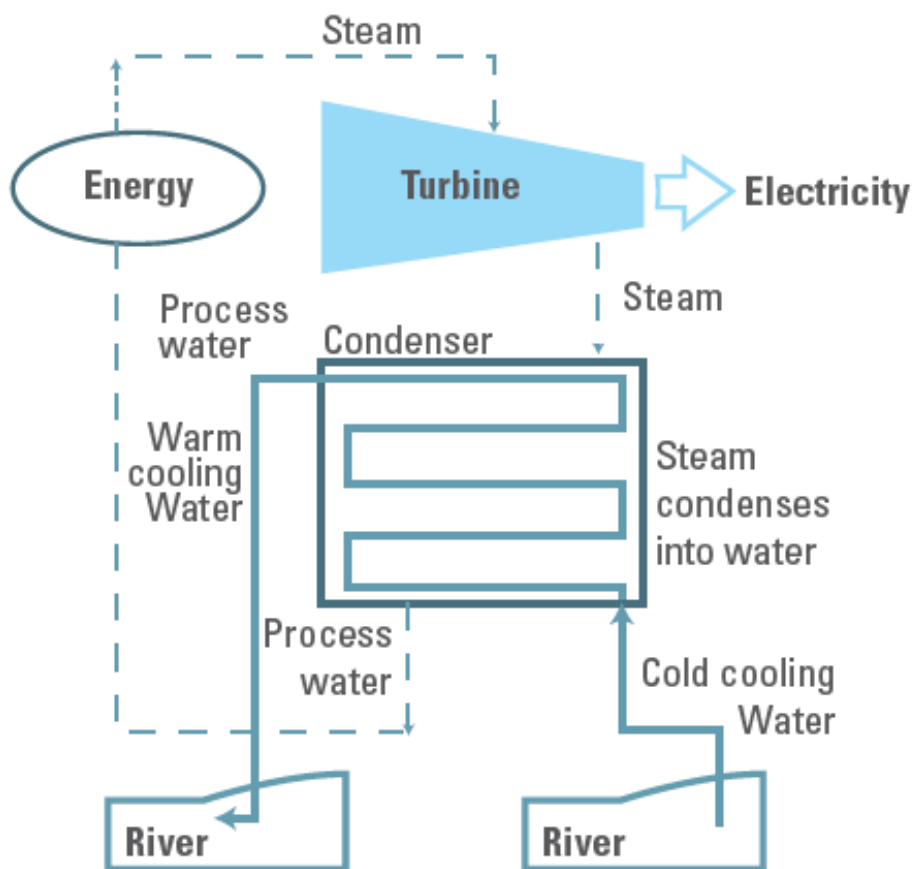 Steam
Energy
Turbine
Electricity
Steam
Process
water
Condenser
Warm
cooling
Water
Steam
condenses
into water
Process
water
Cold cooling
Water
River
River